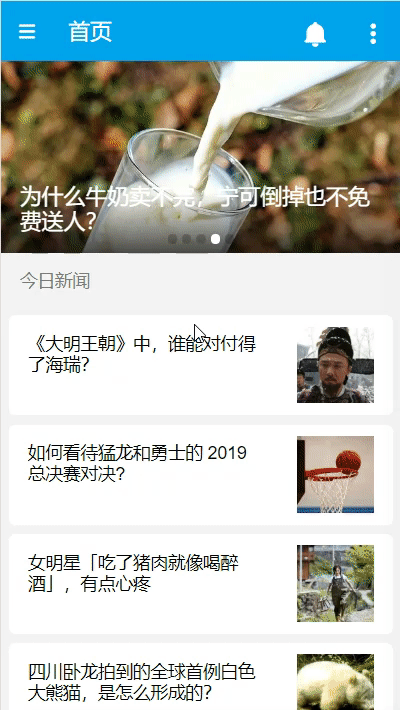 首页
为什么牛奶卖不完，宁可倒掉也不免
费送人？
今日新闻
《大明王朝》中，谁能对付得
了海瑞？
如何看待猛龙和勇士的 2019
总决赛对决？
女明星「吃了猪肉就像喝醉
酒」，有点心疼
四川卧龙拍到的全球首例白色
大熊猫，是怎么形成的？